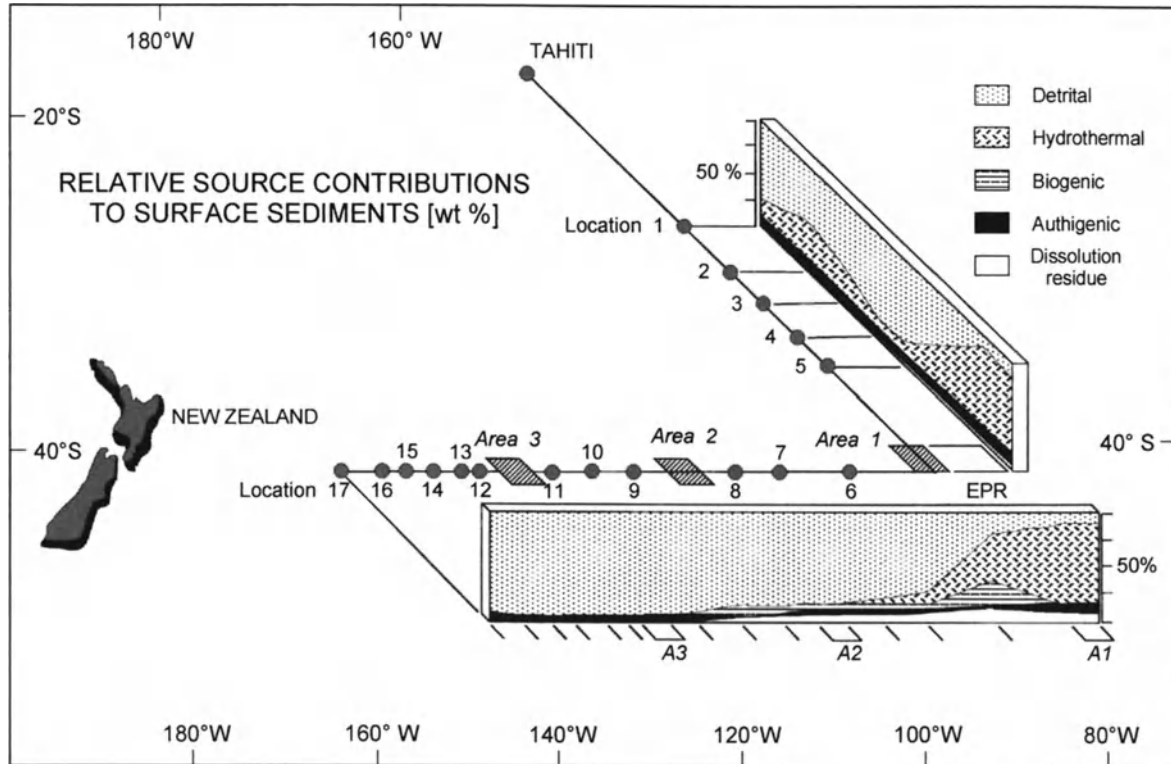 180°W
160° W
TAHITI
20°S
RELATIVE SOURCE CONTRIBUTIONS
TO SURFACE SEDIMENTS [wt %]
50 %
Detrital
Hydrothermal
Biogenic
Authigenic
Dissolution
residue
Location 1
2
3
4
5
NEW ZEALAND
40°S
40° S
15
13
Area 3
10
Area 2
7
Area 1
Location
17
16
14
12
11
9
8
6
EPR
50%
A3
A2
A1
180°W
160° W
140°W
120°W
100°W
80°W